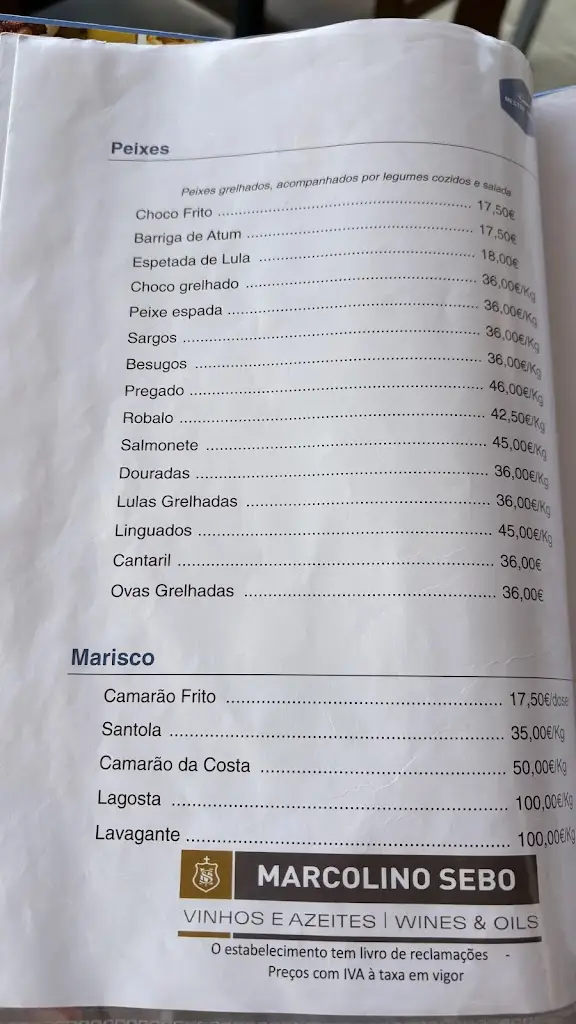 Peixes
Peixes grelhados, acompanhados por legumes cozidos e salada
Choco Frito ........ 17,50€
Barriga de Atum ........ 17,50€
Espetada de Lula ........ 18,00€
Choco grelhado ........ 36,00€/Kg
Peixe espada ........ 36,00€/Kg
Sargos ........ 36,00€/Kg
Besugos ........ 36,00€/Kg
Pregado ........ 46,00€/Kg
Robalo ........ 42,50€/Kg
Salmonete ........ 45,00€/Kg
Douradas ........ 36,00€/Kg
Lulas Grelhadas ........ 36,00€/Kg
Linguados ........ 45,00€/Kg
Cantaril ........ 36,00€
Ovas Grelhadas ........ 36,00€
Marisco
Camarão Frito ........ 17,50€/dose
Santola ........ 35,00€/Kg
Camarão da Costa ........ 50,00€/Kg
Lagosta ........ 100,00€/Kg
Lavagante ........ 100,00€/Kg
MARCOLINO SEBO
VINHOS E AZEITES | WINES & OILS
O estabelecimento tem livro de reclamações -
Preços com IVA à taxa em vigor